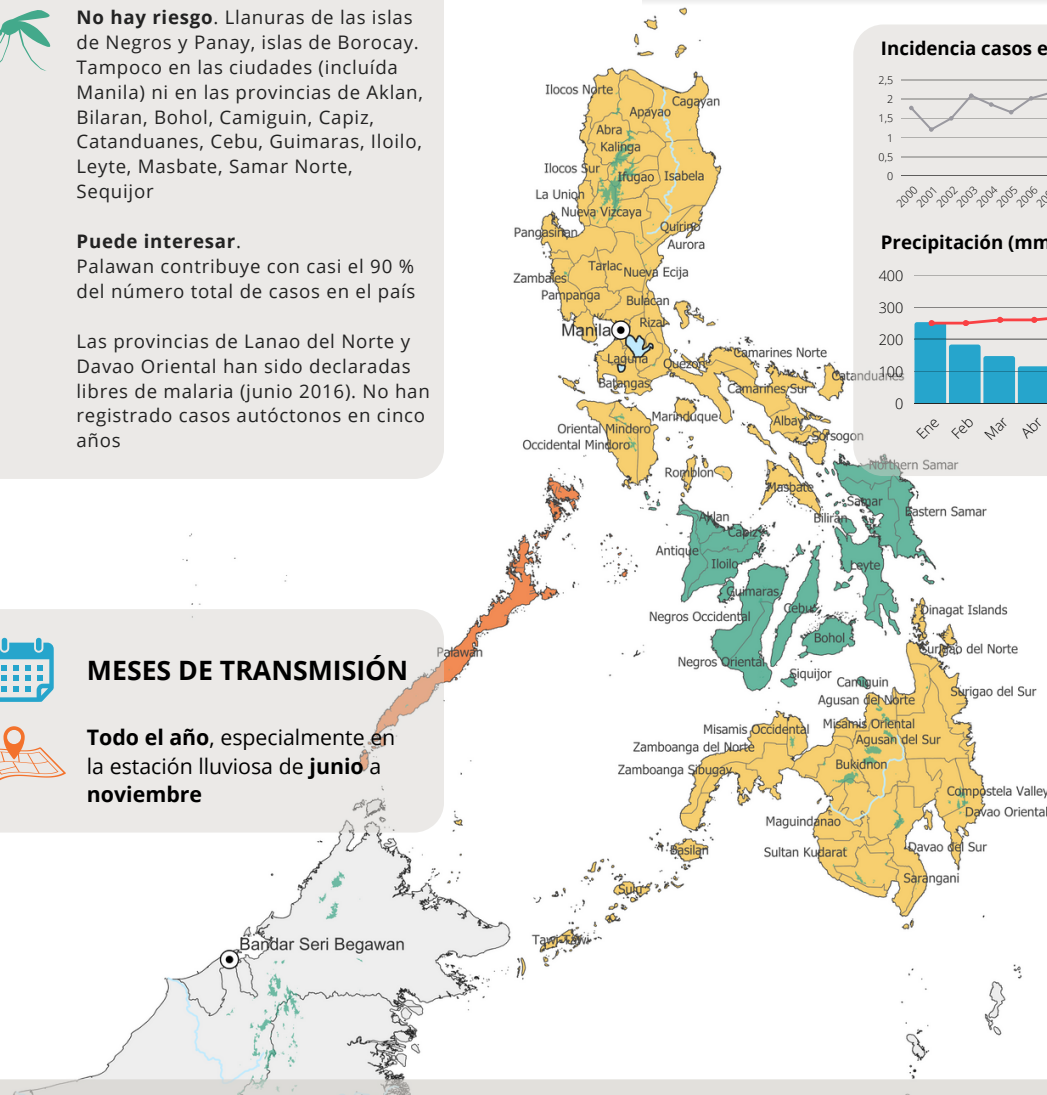 No hay riesgo. Llanuras de las islas
de Negros y Panay, islas de Borocay.
Tampoco en las ciudades (incluída
Manila) ni en las provincias de Aklan,
Bilaran, Bohol, Camiguin, Capiz,
Catanduanes, Cebu, Guimaras, Iloilo,
Leyte, Masbate, Samar Norte,
Sequijor
Puede interesar.
Palawan contribuye con casi el 90 %
del número total de casos en el país
Las provincias de Lanao del Norte y
Davao Oriental han sido declaradas
libres de malaria (junio 2016). No han
registrado casos autóctonos en cinco
años
MESES DE TRANSMISIÓN
Todo el año, especialmente en
la estación lluviosa de junio a
noviembre
Incidencia casos e
2,5
2
1,5
1
0,5
0
2000
2001
2002
2003
2004
2005
2006
Precipitación (mm
400
300
200
100
0
Ene
Feb
Mar
Abr
Ilocos Norte
Cagayan
Apayao
Abra
Kalinga
Ilocos Sur
Ifugao
Isabela
La Union
Nueva Vizcaya
Quirino
Pangasinan
Aurora
Tarlac
Nueva Ecija
Zambales
Pampanga
Bulacan
Manila
Rizal
Laguna
Quezon
Camarines Norte
Batangas
Camarines Sur
Catanduanes
Marinduque
Albay
Oriental Mindoro
Sorsogon
Occidental Mindoro
Romblon
Masbate
Northern Samar
Samar
Eastern Samar
Aklan
Biliran
Capiz
Antique
Iloilo
Leyte
Guimaras
Cebu
Negros Occidental
Dinagat Islands
Bohol
Surigao del Norte
Palawan
Negros Oriental
Siquijor
Camiguin
Surigao del Sur
Agusan del Norte
Misamis Occidental
Misamis Oriental
Agusan del Sur
Zamboanga del Norte
Bukidnon
Zamboanga Sibugay
Compostela Valley
Davao Oriental
Maguindanao
Basilan
Sultan Kudarat
Davao del Sur
Sarangani
Sulu
Tawi-Tawi
Bandar Seri Begawan